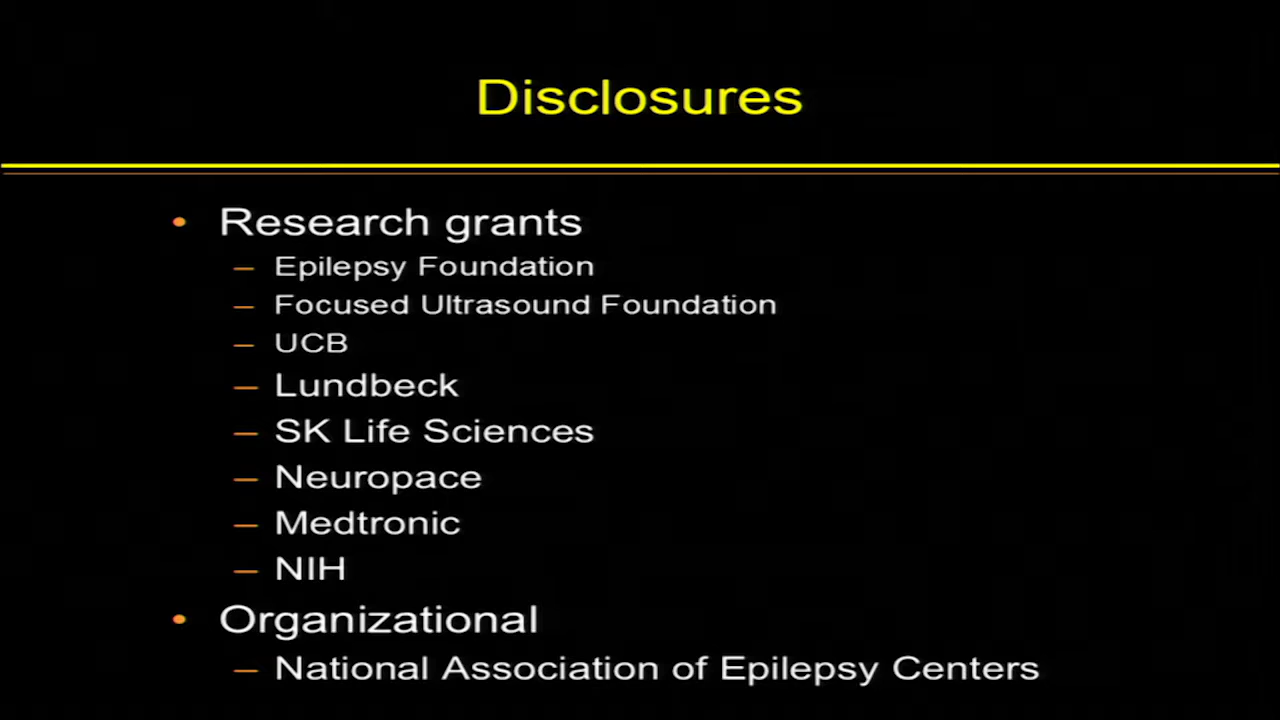 Disclosures
• Research grants
– Epilepsy Foundation
– Focused Ultrasound Foundation
– UCB
– Lundbeck
– SK Life Sciences
– Neuropace
– Medtronic
– NIH
• Organizational
– National Association of Epilepsy Centers